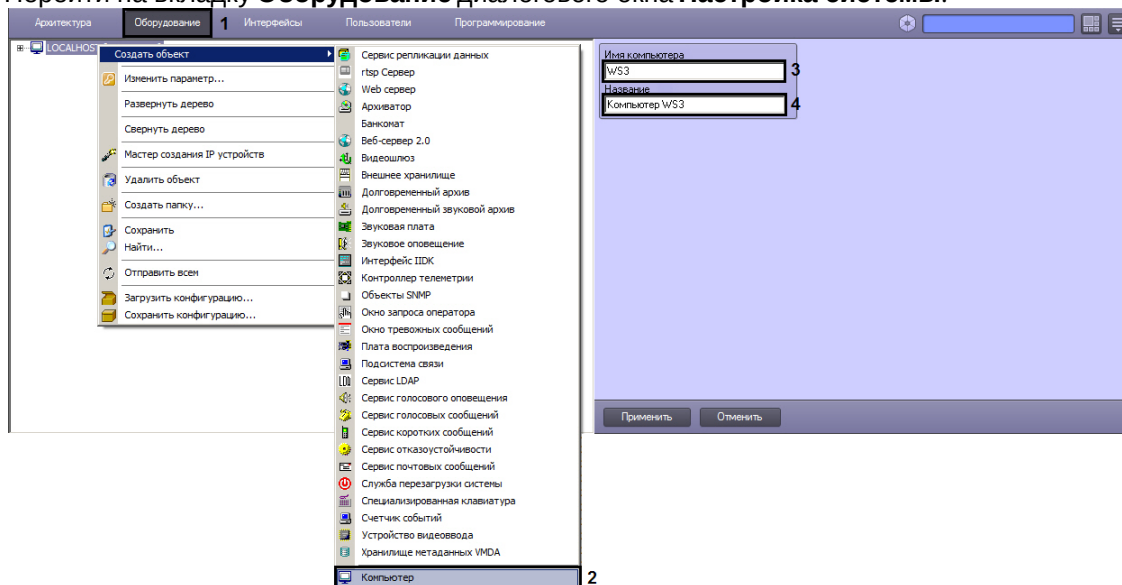 Перейти на вкладку Оборудование диалогового окна Настройка системы.
Архитектура Оборудование 1 Интерфейсы Пользователи Программирование
LOCALHOST
Создать объект
Изменить параметр...
Развернуть дерево
Свернуть дерево
Мастер создания IP устройств
Удалить объект
Создать папку...
Сохранить
Найти...
Отправить всем
Загрузить конфигурацию...
Сохранить конфигурацию...
Сервис репликации данных
rtsp Сервер
Web сервер
Архиватор
Банкомат
Веб-сервер 2.0
Видеошлюз
Внешнее хранилище
Долговременный архив
Долговременный звуковой архив
Звуковая плата
Звуковое оповещение
Интерфейс IIDK
Контроллер телеметрии
Объекты SNMP
Окно запроса оператора
Окно тревожных сообщений
Плата воспроизведения
Подсистема связи
Сервис LDAP
Сервис голосового оповещения
Сервис голосовых сообщений
Сервис коротких сообщений
Сервис отказоустойчивости
Сервис почтовых сообщений
Служба перезагрузки системы
Специализированная клавиатура
Счетчик событий
Устройство видеоввода
Хранилище метаданных VMDA
Компьютер 2
Имя компьютера
WS3 3
Название
Компьютер WS3 4
Применить Отменить